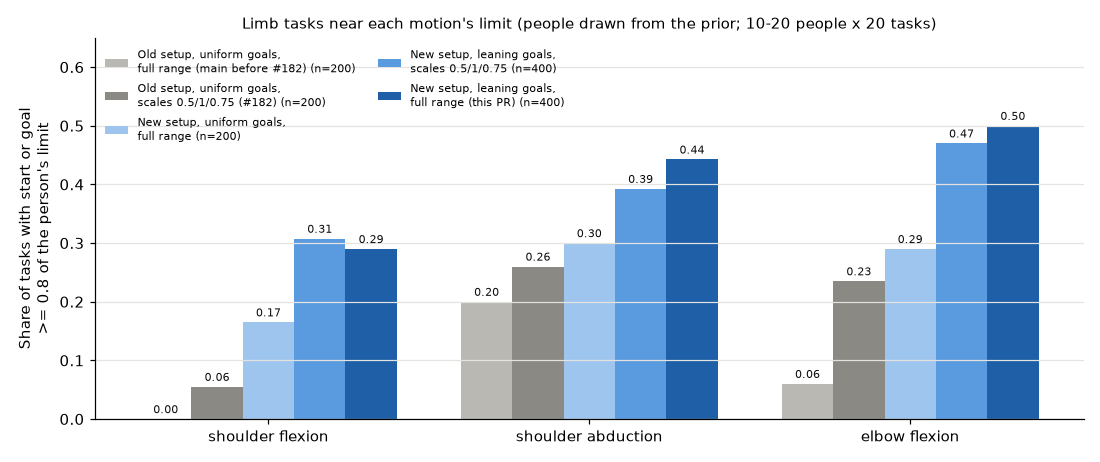 Limb tasks near each motion's limit (people drawn from the prior; 10-20 people x 20 tasks)
Share of tasks with start or goal
>= 0.8 of the person's limit
0.6
0.5
0.4
0.3
0.2
0.1
0.0
Old setup, uniform goals,
full range (main before #182) (n=200)
Old setup, uniform goals,
scales 0.5/1/0.75 (#182) (n=200)
New setup, uniform goals,
full range (n=200)
New setup, leaning goals,
scales 0.5/1/0.75 (n=400)
New setup, leaning goals,
full range (this PR) (n=400)
0.00
0.06
0.17
0.31
0.29
0.20
0.26
0.30
0.39
0.44
0.06
0.23
0.29
0.47
0.50
shoulder flexion
shoulder abduction
elbow flexion